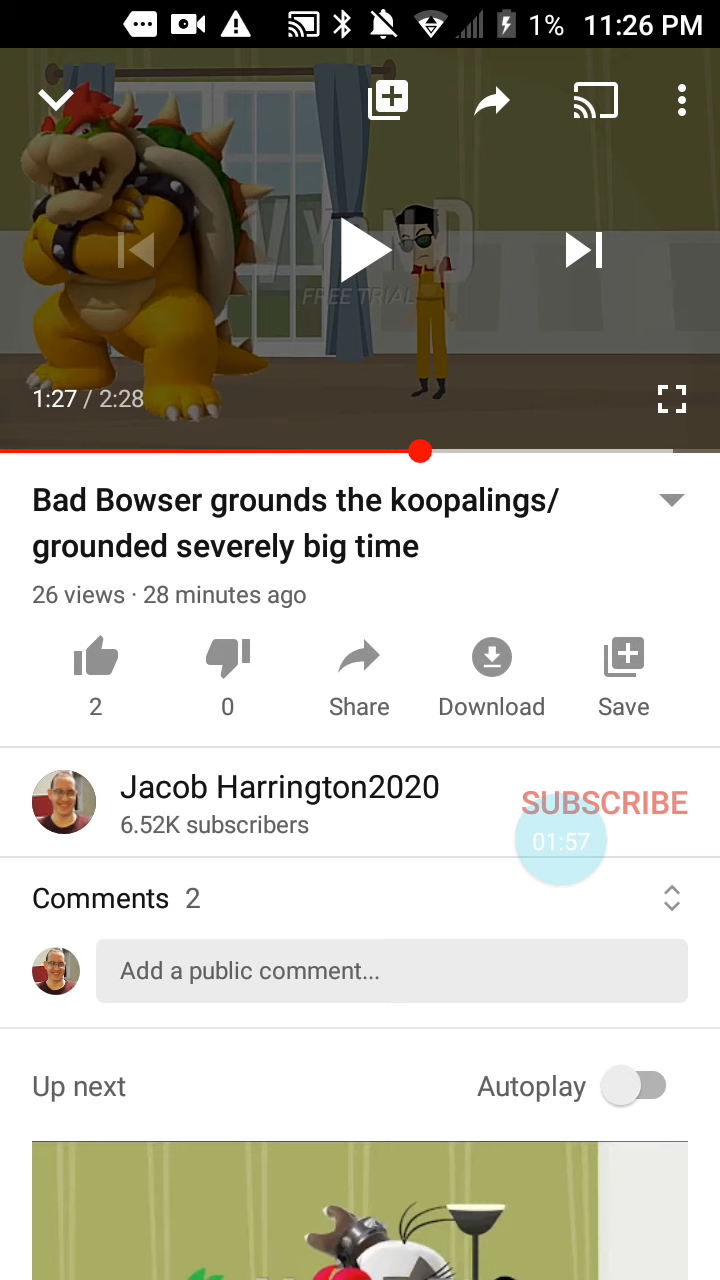 1% 11:26 PM
VYOND
FREE TRIAL
1:27 / 2:28
Bad Bowser grounds the koopalings/
grounded severely big time
26 views · 28 minutes ago
2 0 Share Download Save
Jacob Harrington2020
SUBSCRIBE
6.52K subscribers
01:57
Comments 2
Add a public comment...
Up next Autoplay